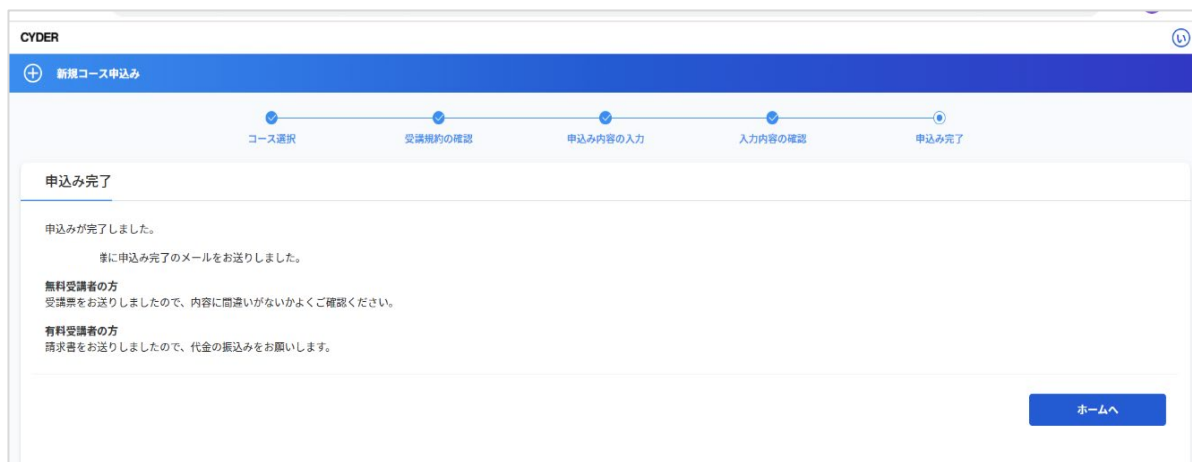 CYDER
い
新規コース申込み
コース選択
受講規約の確認
申込み内容の入力
入力内容の確認
申込み完了
申込み完了
申込みが完了しました。
様に申込み完了のメールをお送りしました。
無料受講者の方
受講票をお送りしましたので、内容に間違いがないかよくご確認ください。
有料受講者の方
請求書をお送りしましたので、代金の振込みをお願いします。
ホームへ